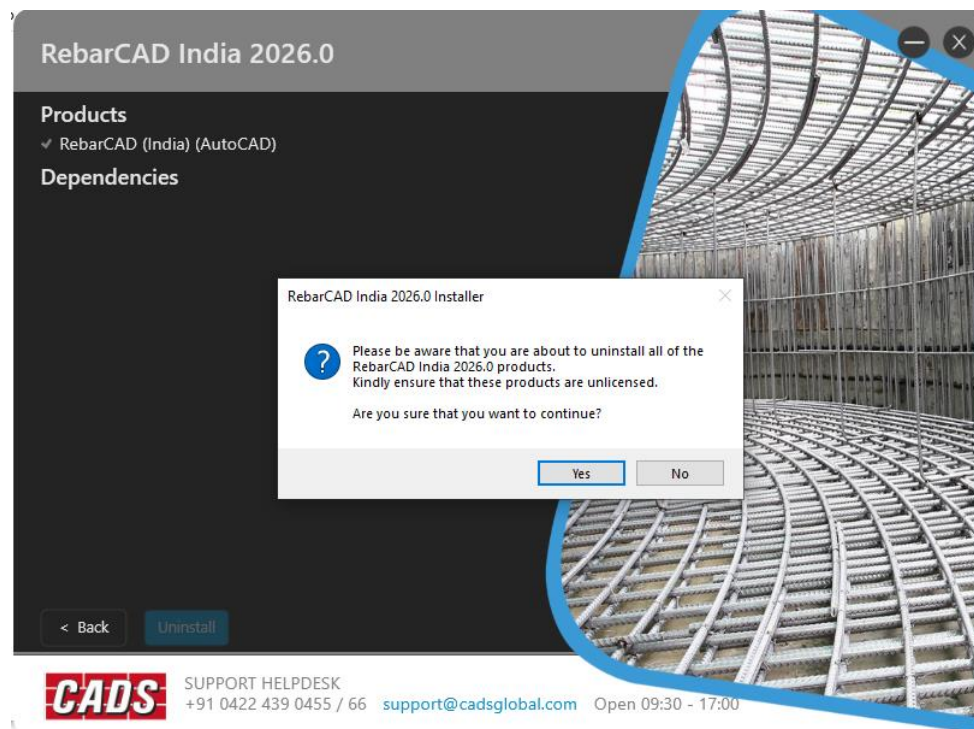 RebarCAD India 2026.0
Products
RebarCAD (India) (AutoCAD)
Dependencies
RebarCAD India 2026.0 Installer
Please be aware that you are about to uninstall all of the
RebarCAD India 2026.0 products.
Kindly ensure that these products are unlicensed.
Are you sure that you want to continue?
Yes No
< Back Uninstall
CADS
SUPPORT HELPDESK
+91 0422 439 0455 / 66 support@cadsglobal.com Open 09:30 - 17:00